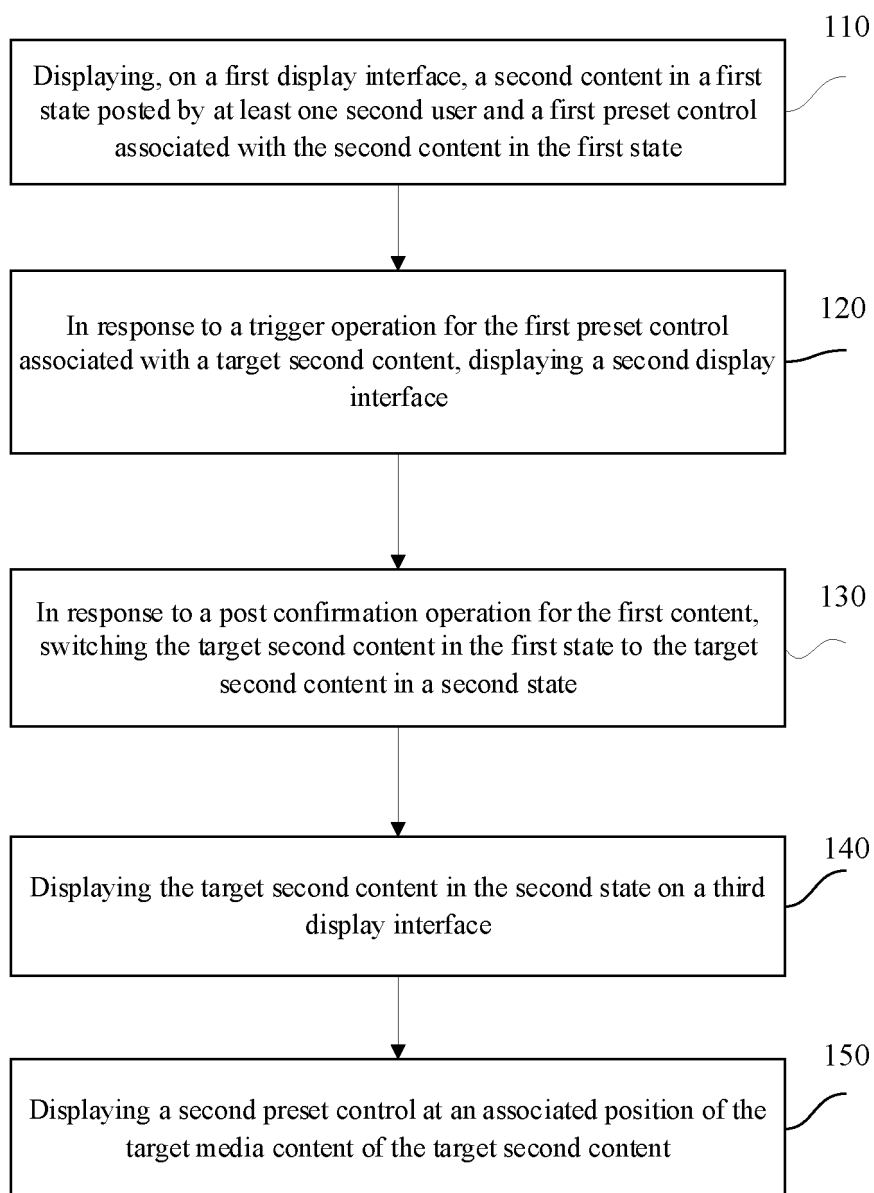 110
Displaying, on a first display interface, a second content in a first
state posted by at least one second user and a first preset control
associated with the second content in the first state
120
In response to a trigger operation for the first preset control
associated with a target second content, displaying a second display
interface
130
In response to a post confirmation operation for the first content,
switching the target second content in the first state to the target
second content in a second state
140
Displaying the target second content in the second state on a third
display interface
150
Displaying a second preset control at an associated position of the
target media content of the target second content